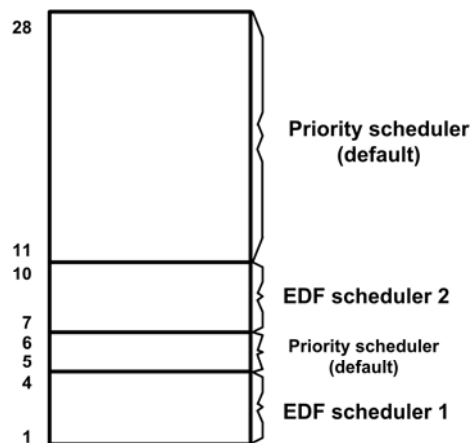 28
Priority scheduler
(default)
11
10
EDF scheduler 2
7
6
Priority scheduler
5
(default)
4
EDF scheduler 1
1